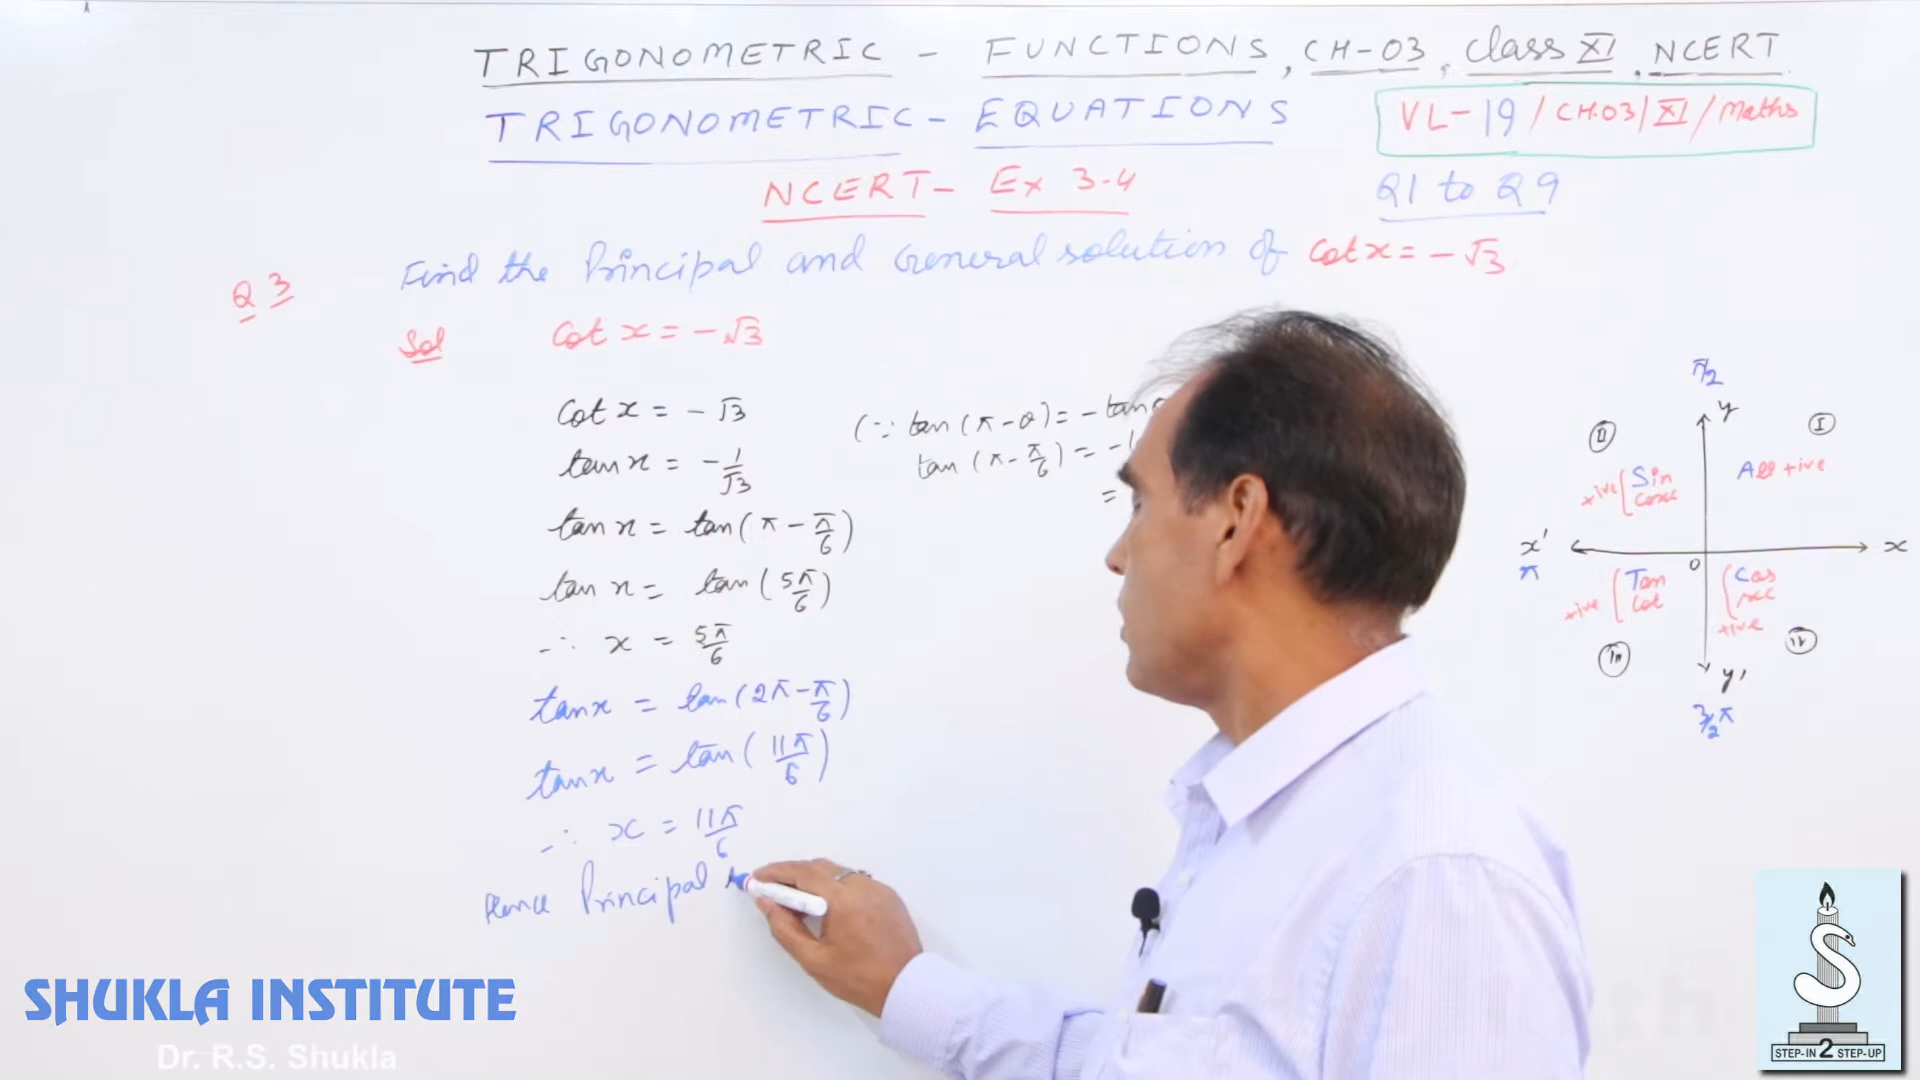 TRIGONOMETRIC - FUNCTIONS, CH-03, Class XI, NCERT
TRIGONOMETRIC - EQUATIONS
VL-19 / CH.03 / XI / Maths
NCERT - Ex 3.4
Q1 to Q9
Q3 Find the Principal and General solution of Cot x = -√3
Sol Cot x = -√3
Cot x = -√3
tan x = -1/√3
tan x = tan(π - π/6)
tan x = tan(5π/6)
∴ x = 5π/6
tan x = tan(2π - π/6)
tan x = tan(11π/6)
∴ x = 11π/6
Hence Principal
(∵ tan(π - θ) = -tan
tan(π - π/6) = -
=
π/2
y
II
I
Sin
Cosec
All +ive
x'
π
O
x
Tan
Cot
Cos
sec
+ive
III
IV
y'
3/2 π
SHUKLA INSTITUTE
Dr. R.S. Shukla
S
STEP-IN 2 STEP-UP